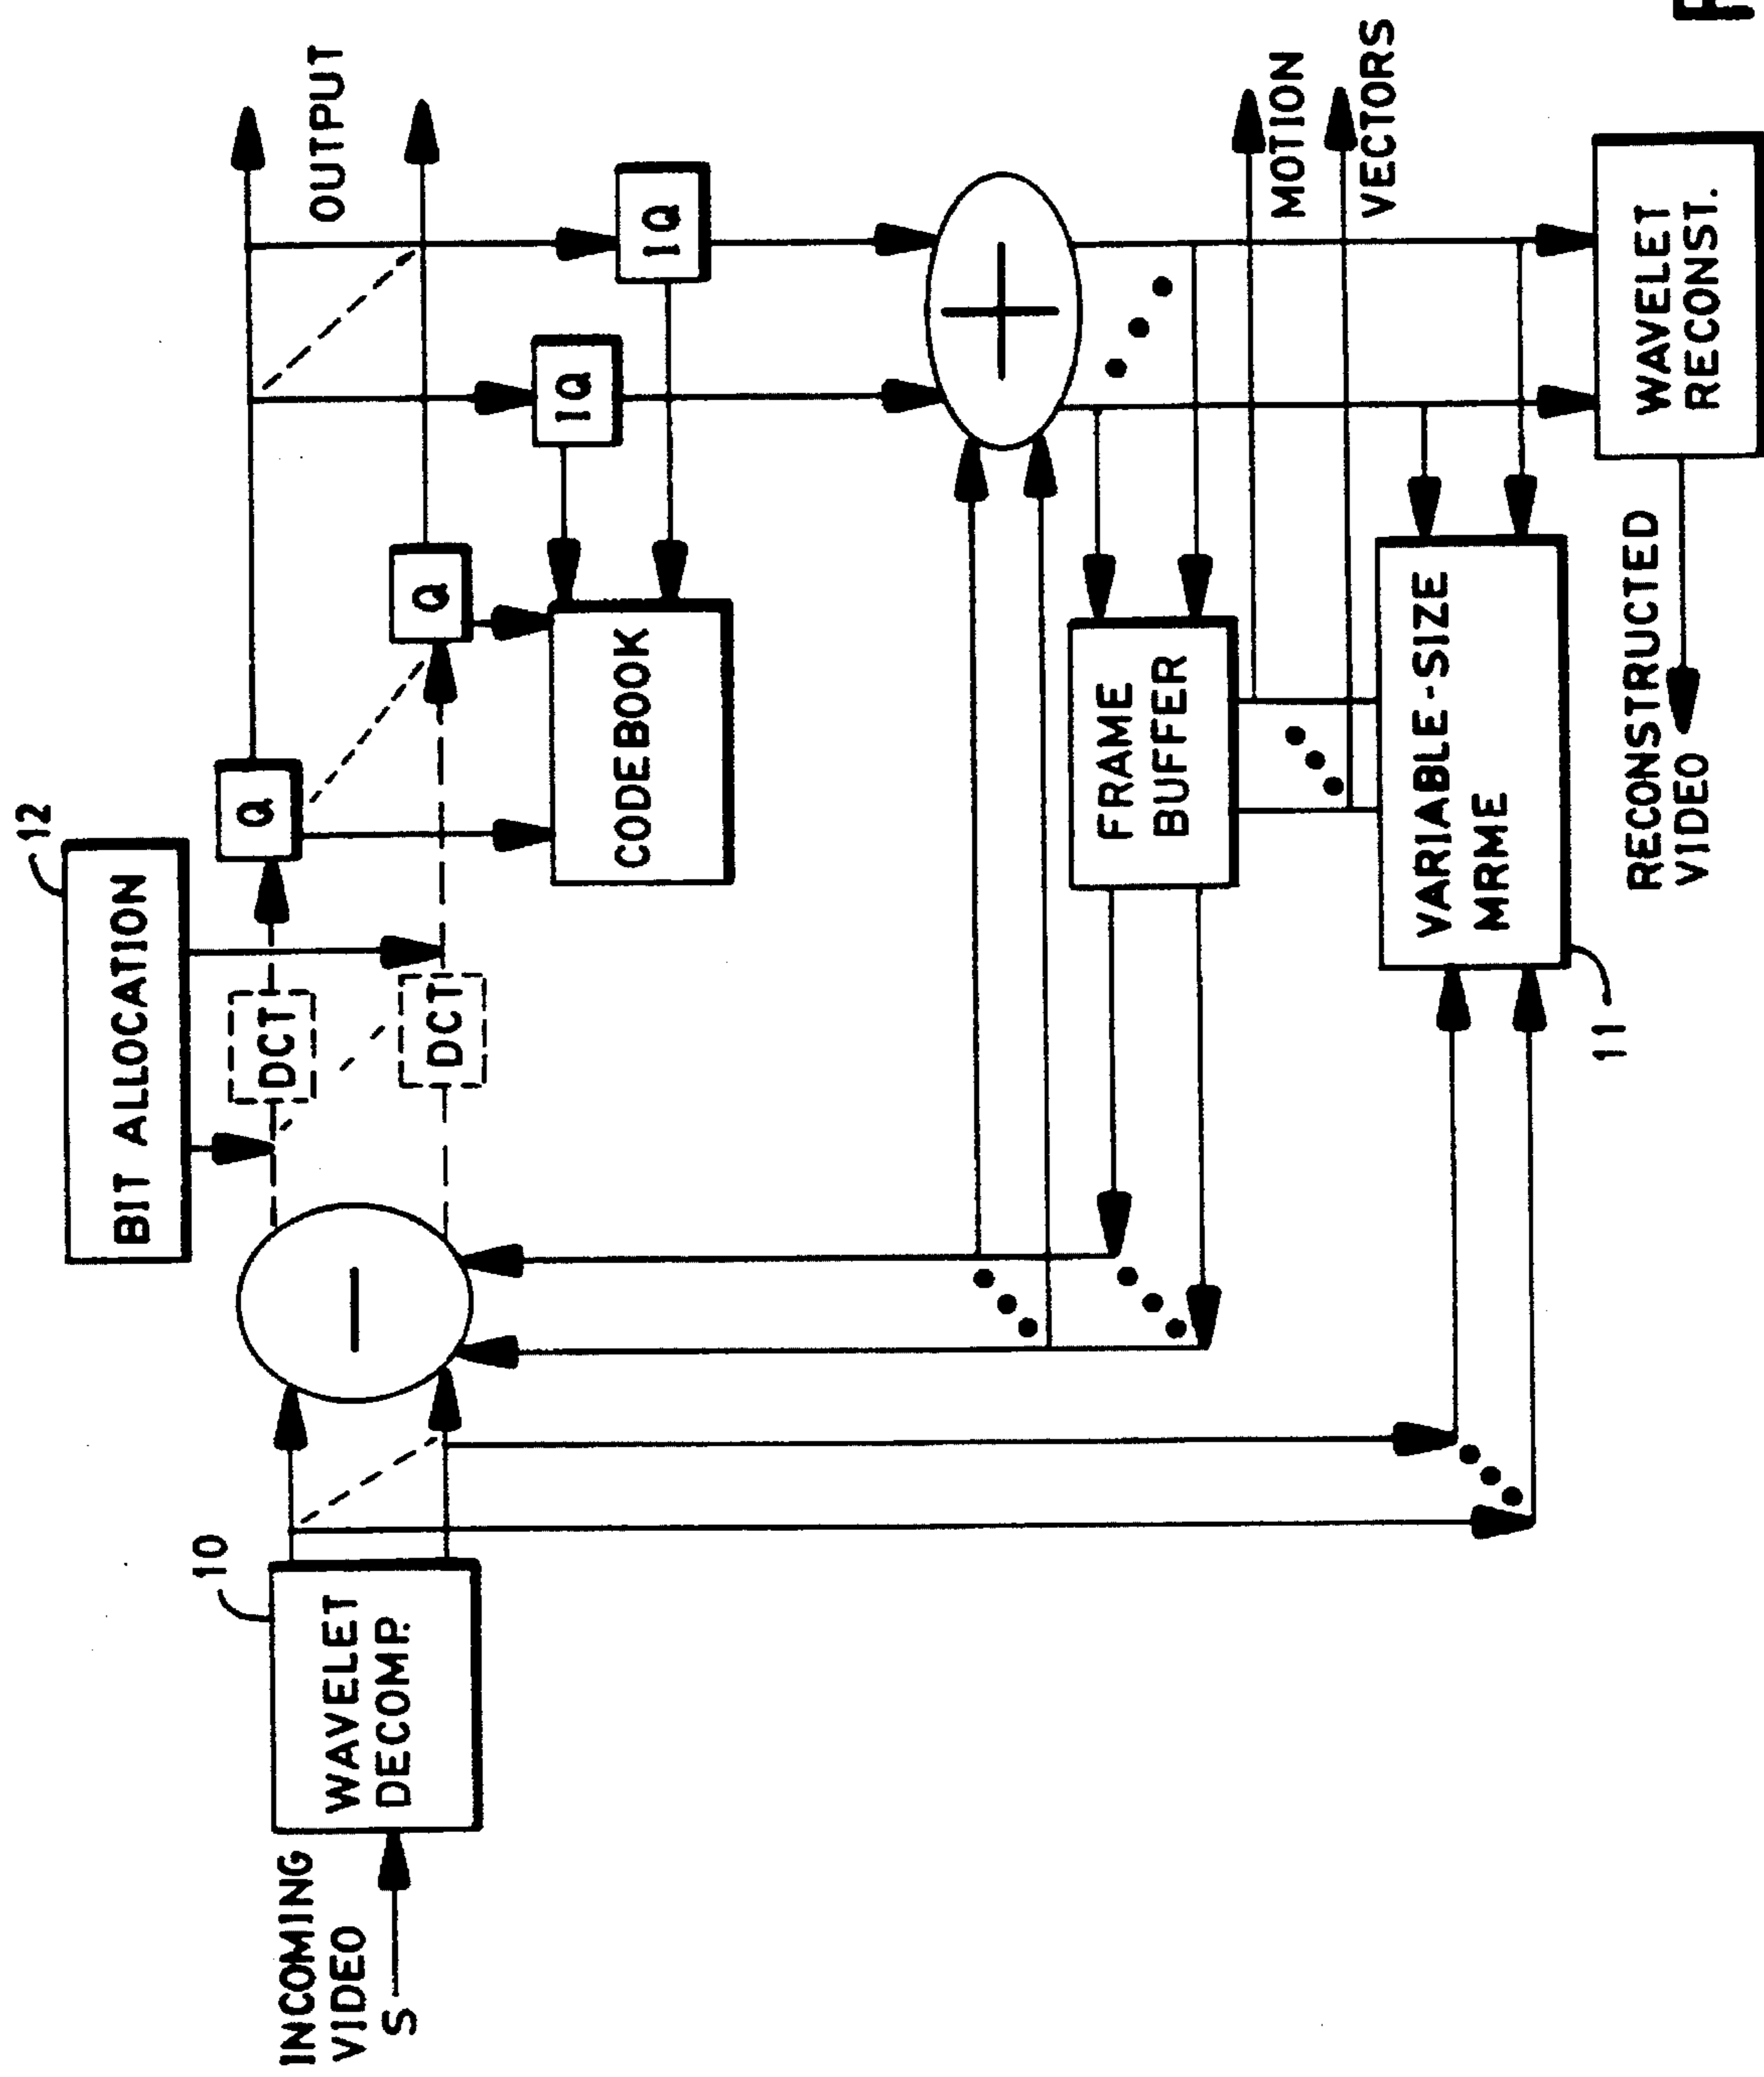 12
BIT ALLOCATION
OUTPUT
10
Q
DCT
Q
DCT
INCOMING
VIDEO
S
WAVELET
DECOMP.
CODEBOOK
IQ
IQ
FRAME
BUFFER
MOTION
VECTORS
VARIABLE-SIZE
MRME
11
RECONSTRUCTED
VIDEO
WAVELET
RECONST.